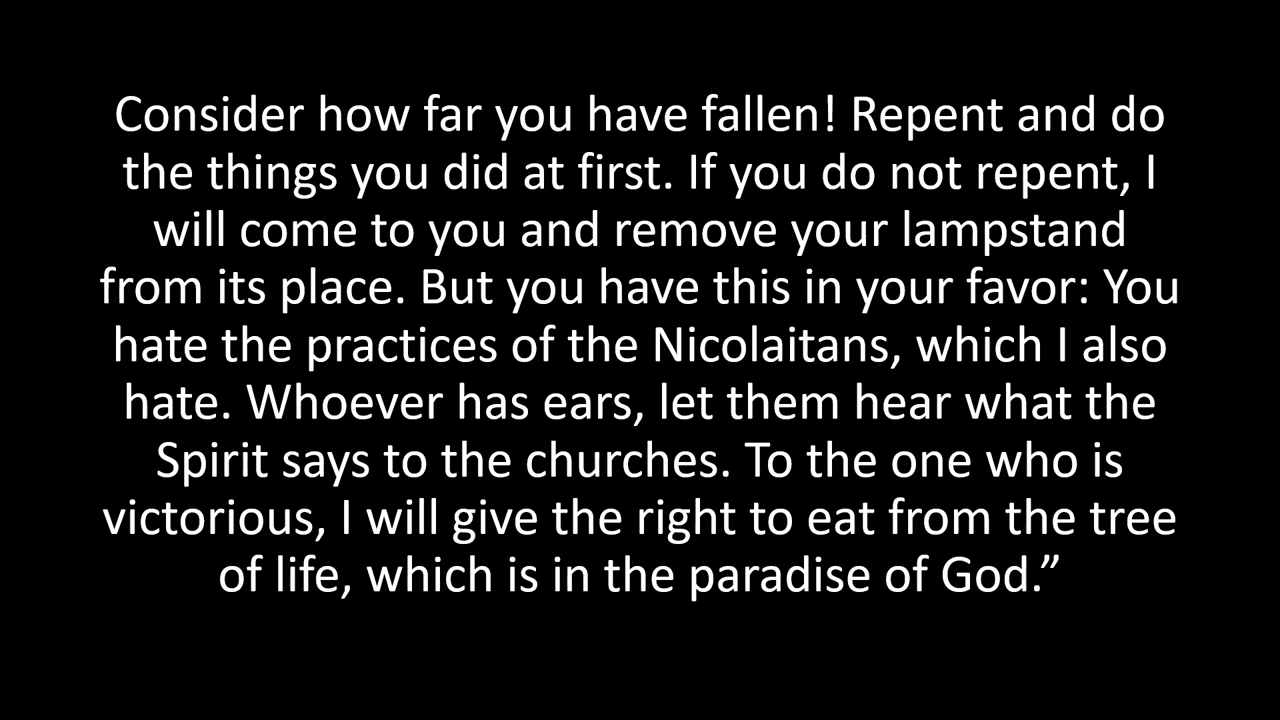 Consider how far you have fallen! Repent and do
the things you did at first. If you do not repent, I
will come to you and remove your lampstand
from its place. But you have this in your favor: You
hate the practices of the Nicolaitans, which I also
hate. Whoever has ears, let them hear what the
Spirit says to the churches. To the one who is
victorious, I will give the right to eat from the tree
of life, which is in the paradise of God.”